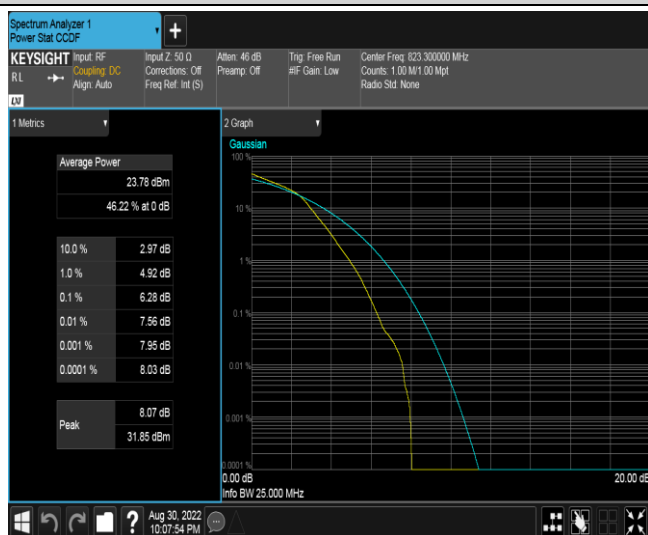 Spectrum Analyzer 1
Power Stat CCDF
KEYSIGHT
R L
LXI
Input: RF
Coupling: DC
Align: Auto
Input Z: 50 Ω
Corrections: Off
Freq Ref: Int (S)
Atten: 46 dB
Preamp: Off
Trig: Free Run
#IF Gain: Low
Center Freq: 823.300000 MHz
Counts: 1.00 M/1.00 Mpt
Radio Std: None
1 Metrics
Average Power
23.78 dBm
46.22 % at 0 dB
10.0 % 2.97 dB
1.0 % 4.92 dB
0.1 % 6.28 dB
0.01 % 7.56 dB
0.001 % 7.95 dB
0.0001 % 8.03 dB
Peak
8.07 dB
31.85 dBm
2 Graph
Gaussian
100 %
10 %
1 %
0.1 %
0.01 %
0.001 %
0.0001 %
0.00 dB 20.00 dB
Info BW 25.000 MHz
Aug 30, 2022
10:07:54 PM